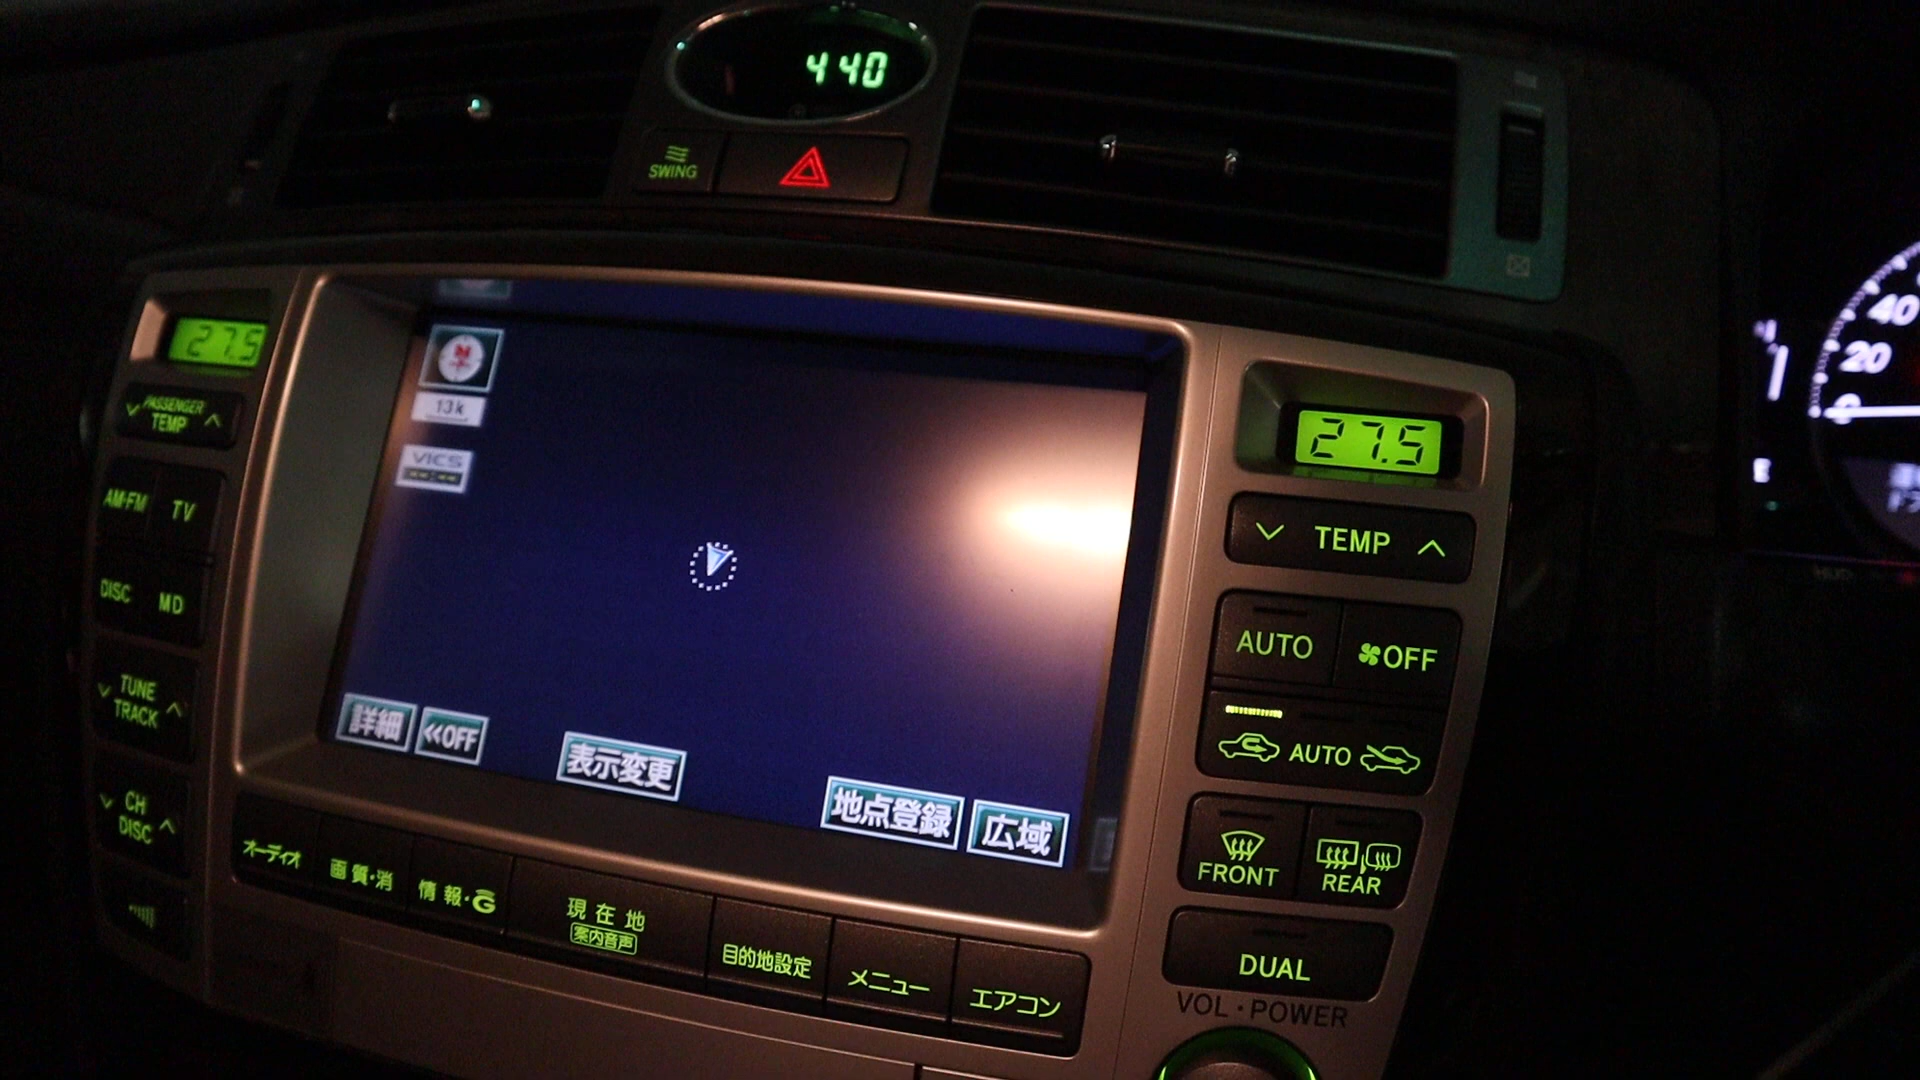 440
SWING
27.5
PASSENGER
TEMP
AM·FM
TV
DISC
MD
TUNE
TRACK
CH
DISC
N
13k
VICS
詳細
≪OFF
表示変更
地点登録
広域
オーディオ
画質·消
情報·G
現在地
案内音声
目的地設定
メニュー
エアコン
27.5
TEMP
AUTO
OFF
AUTO
FRONT
REAR
DUAL
VOL·POWER
40
20
0
E